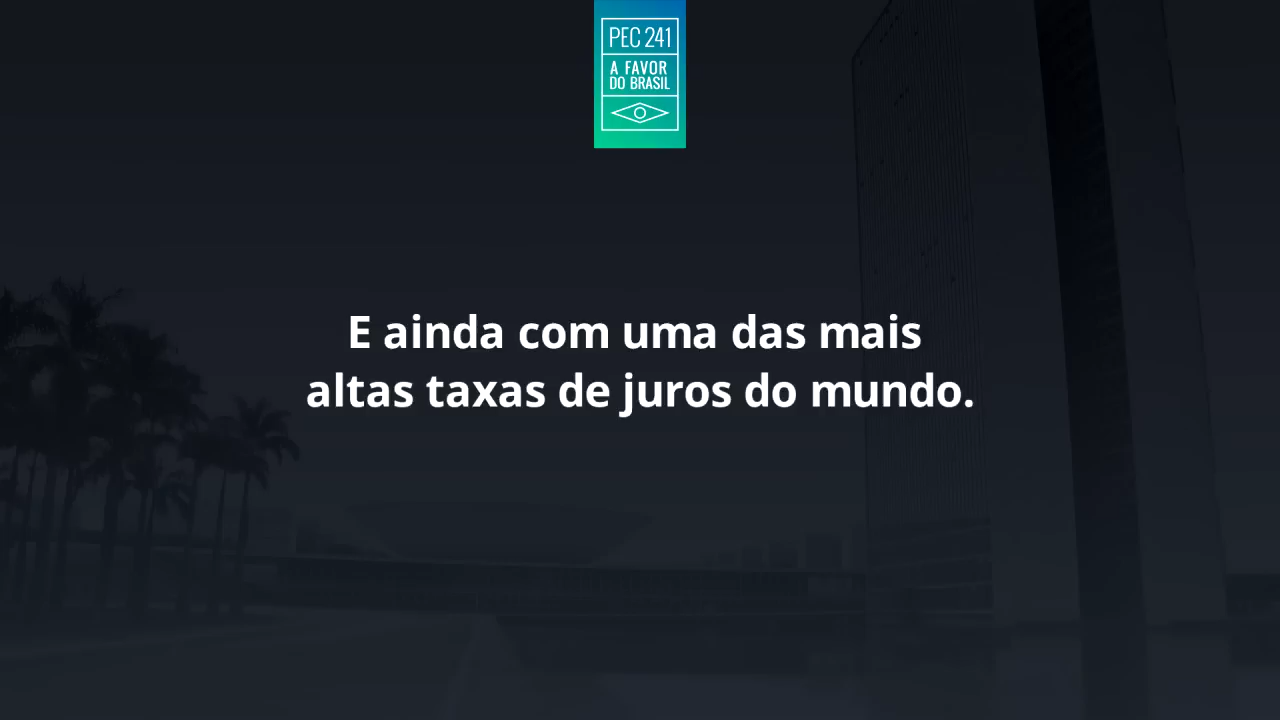 PEC 241
A FAVOR
DO BRASIL
E ainda com uma das mais
altas taxas de juros do mundo.